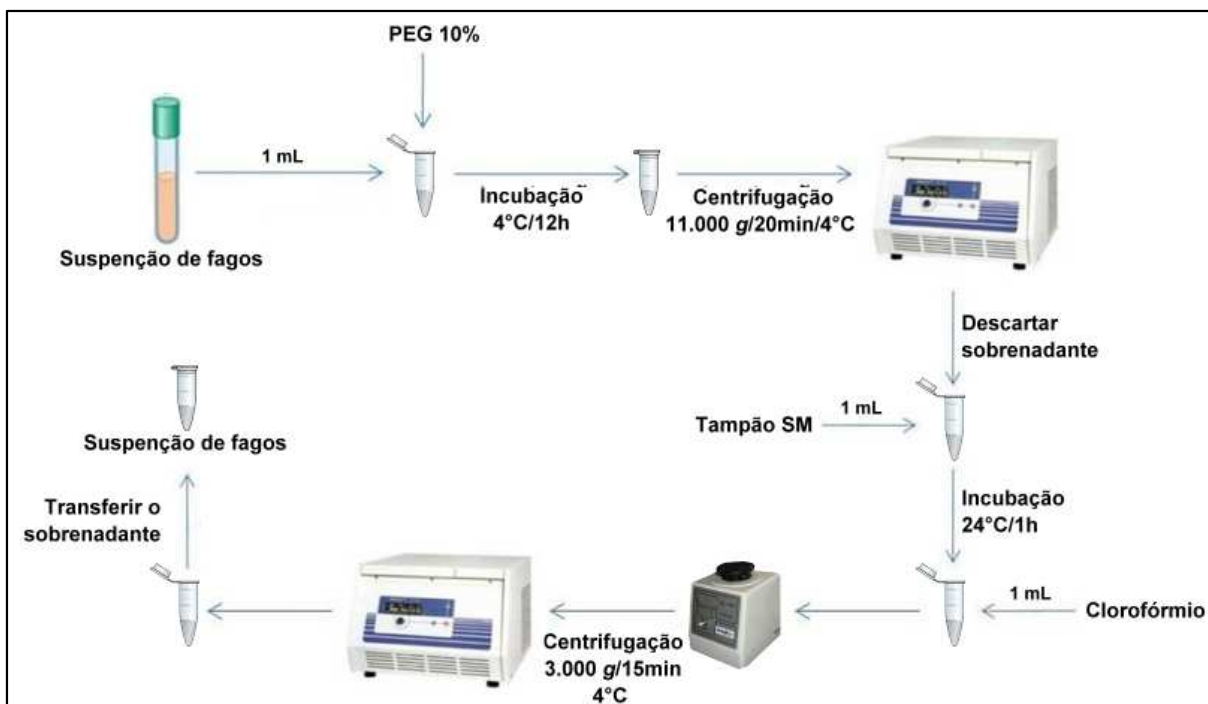 PEG 10%
1 mL
Incubação
4°C/12h
Centrifugação
11.000 g/20min/4°C
Suspenção de fagos
Descartar
sobrenadante
Tampão SM
1 mL
Incubação
24°C/1h
1 mL
Clorofórmio
Centrifugação
3.000 g/15min
4°C
Transferir o
sobrenadante
Suspenção de fagos